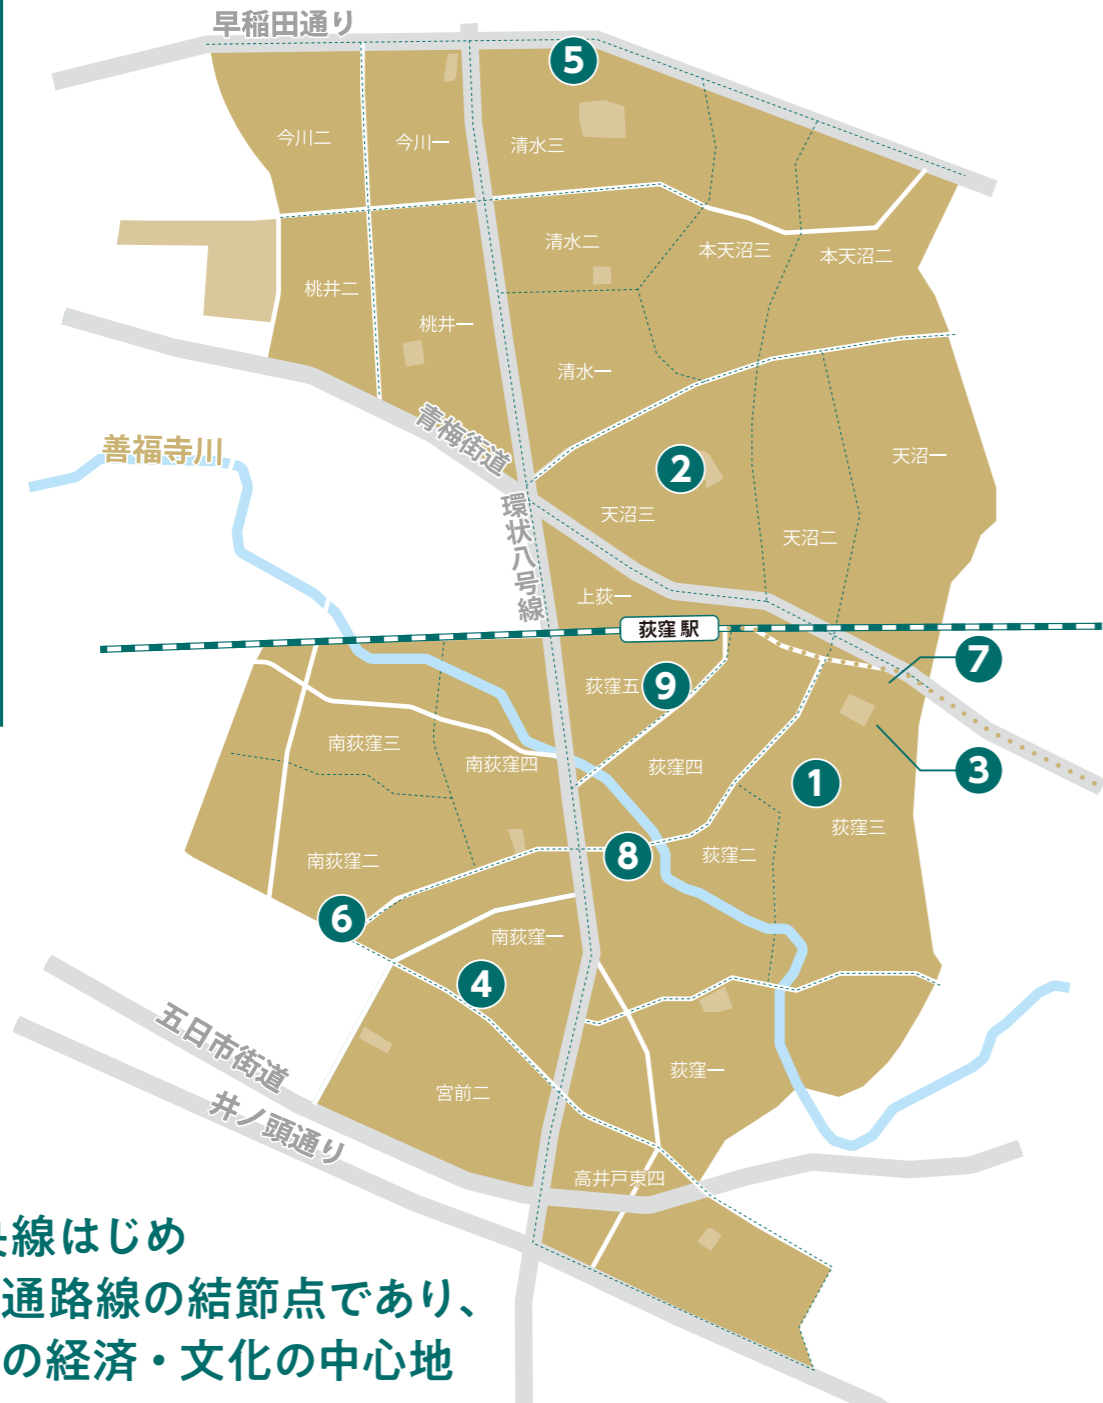 早稲田通り
5
今川二
今川一
清水三
清水二
本天沼三
本天沼二
桃井二
桃井一
清水一
青梅街道
善福寺川
2
天沼一
環状八号線
天沼三
天沼二
上荻一
荻窪駅
7
荻窪五
9
南荻窪三
南荻窪四
荻窪四
3
1
荻窪三
南荻窪二
8
荻窪二
6
南荻窪一
4
五日市街道
井ノ頭通り
宮前二
荻窪一
高井戸東四
線はじめ
通路線の結節点であり、
の経済・文化の中心地